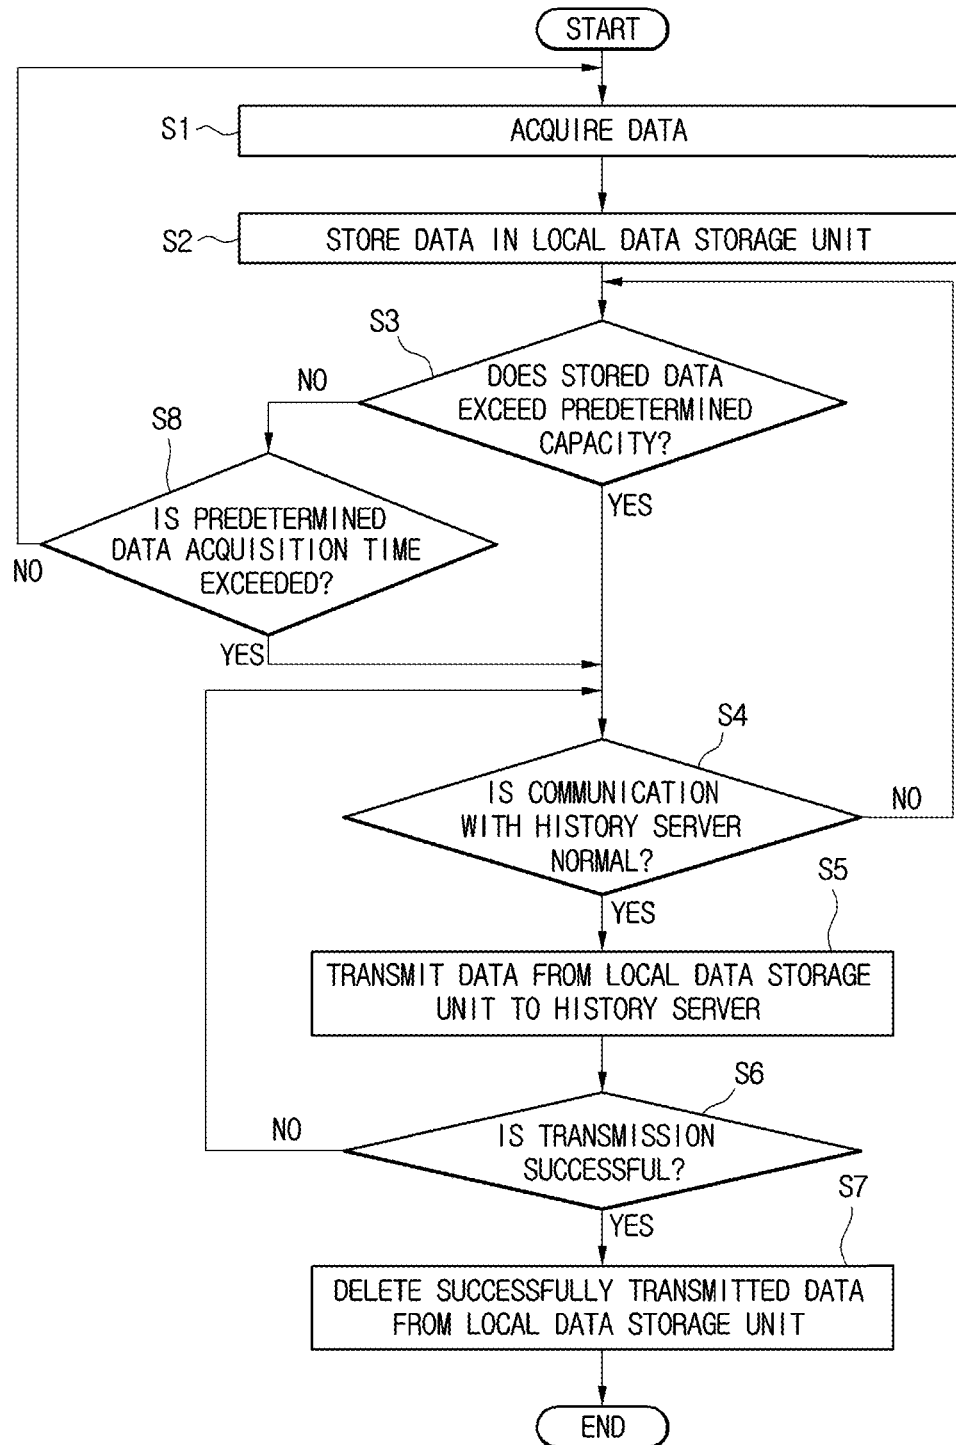 START
S1
ACQUIRE DATA
S2
STORE DATA IN LOCAL DATA STORAGE UNIT
S3
NO
DOES STORED DATA
EXCEED PREDETERMINED
CAPACITY?
YES
S8
IS PREDETERMINED
DATA ACQUISITION TIME
EXCEEDED?
NO
YES
S4
IS COMMUNICATION
WITH HISTORY SERVER
NORMAL?
NO
YES
S5
TRANSMIT DATA FROM LOCAL DATA STORAGE
UNIT TO HISTORY SERVER
S6
NO
IS TRANSMISSION
SUCCESSFUL?
YES
S7
DELETE SUCCESSFULLY TRANSMITTED DATA
FROM LOCAL DATA STORAGE UNIT
END